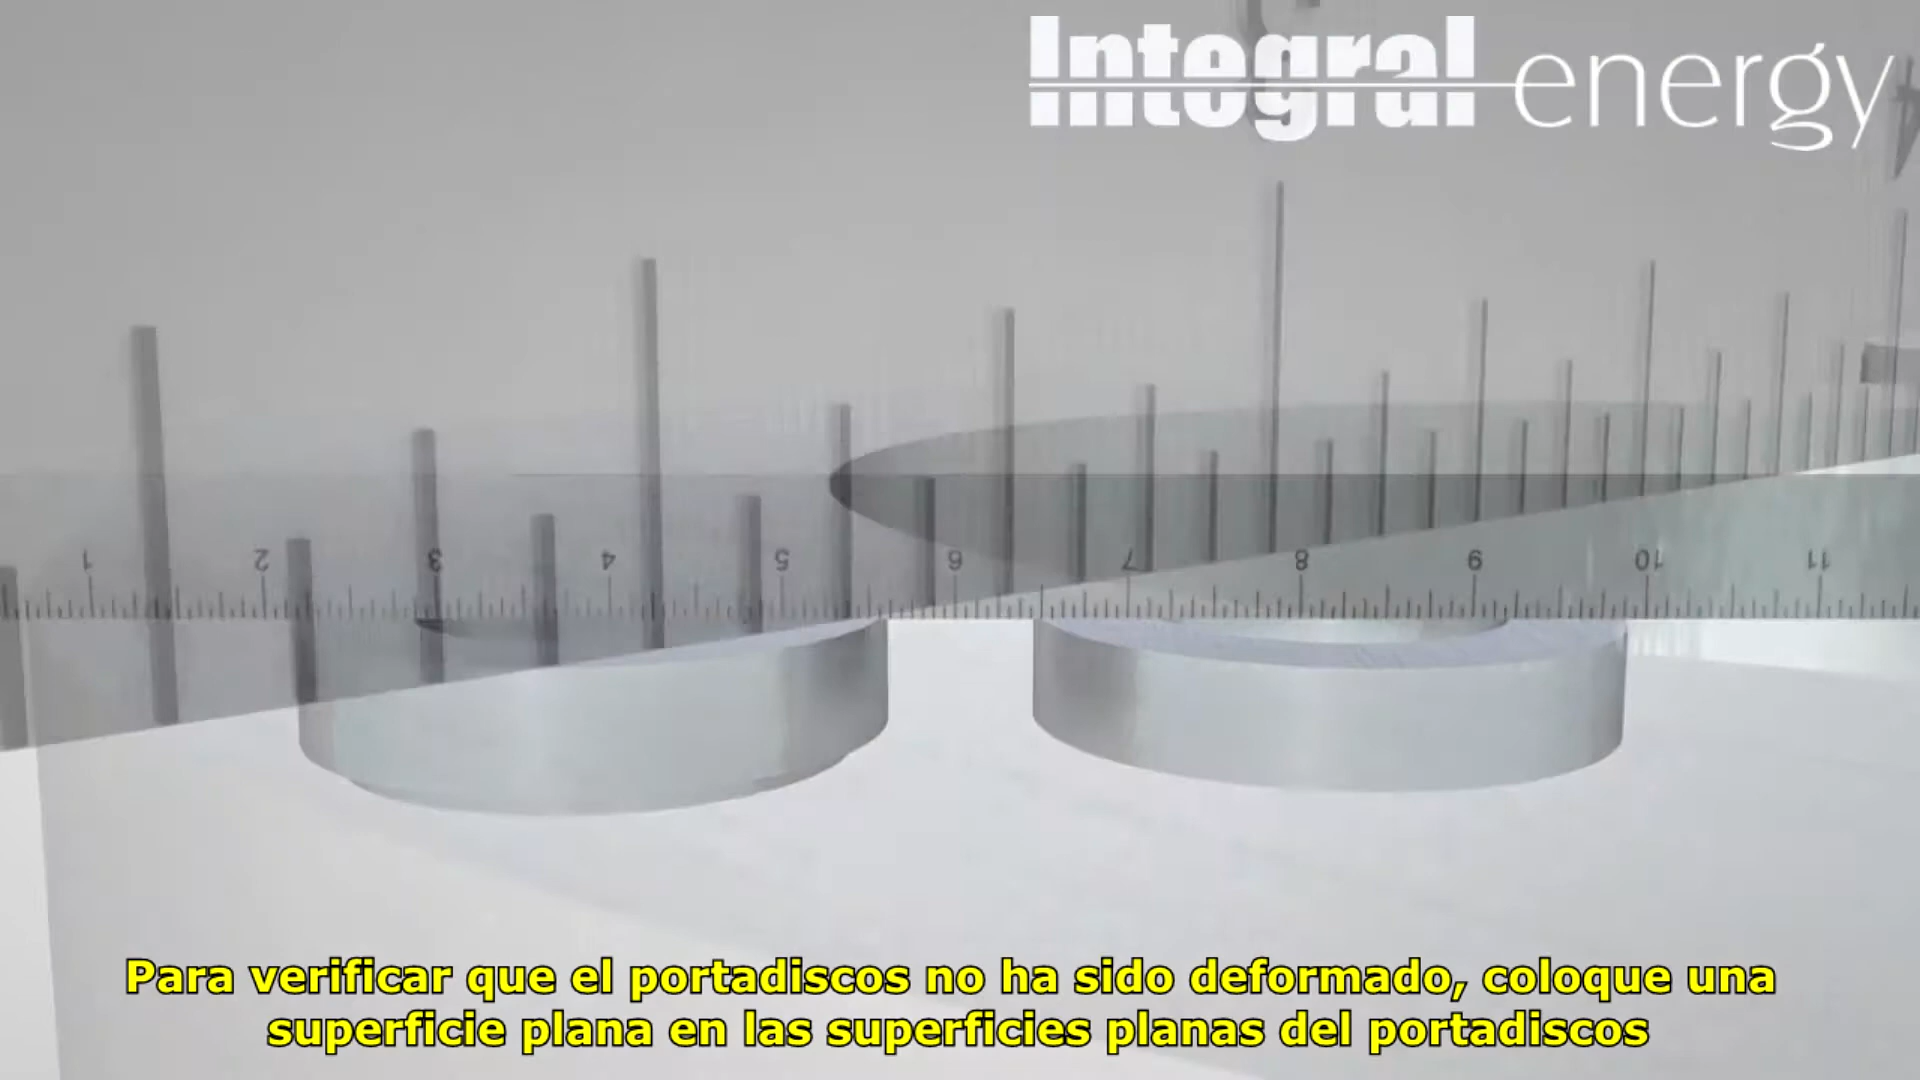 Integral energy
1 2 3 4 5 6 7 8 9 10 11
Para verificar que el portadiscos no ha sido deformado, coloque una
superficie plana en las superficies planas del portadiscos